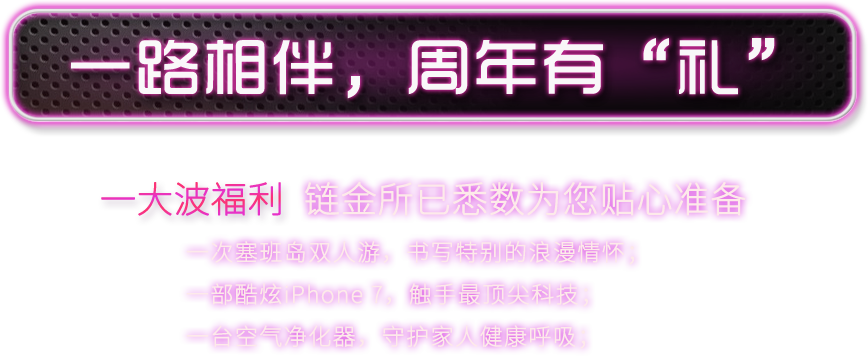 一路相伴，周年有“礼”
一大波福利 链金所已悉数为您贴心准备
一次塞班岛双人游，书写特别的浪漫情怀；
一部酷炫iPhone 7，触手最顶尖科技；
一台空气净化器，守护家人健康呼吸；